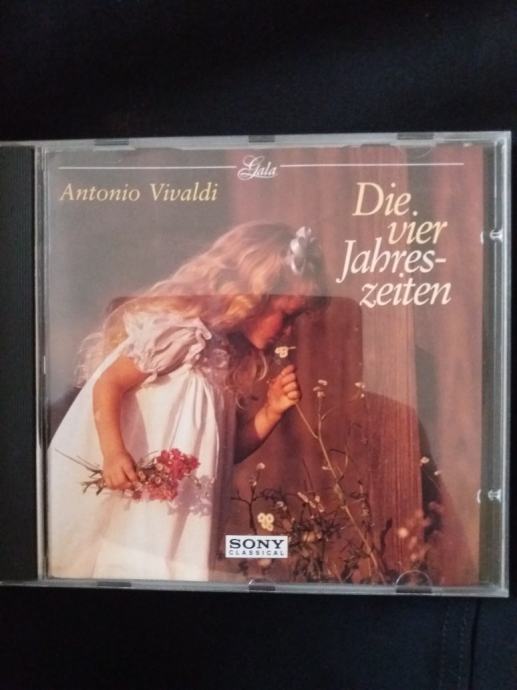 Gala
Antonio Vivaldi
Die
vier
Jahres-
zeiten
SONY
CLASSICAL